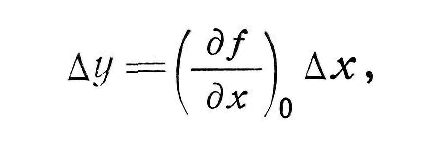 Δy = (∂f/∂x)₀ Δx,